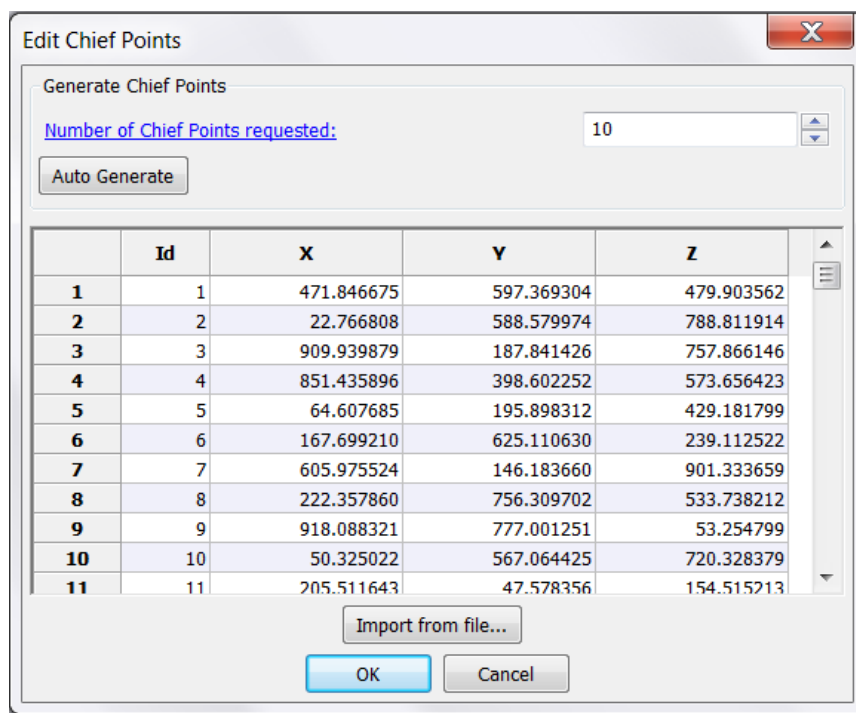 Edit Chief Points
Generate Chief Points
Number of Chief Points requested: 10
Auto Generate
Id X Y Z
1 1 471.846675 597.369304 479.903562
2 2 22.766808 588.579974 788.811914
3 3 909.939879 187.841426 757.866146
4 4 851.435896 398.602252 573.656423
5 5 64.607685 195.898312 429.181799
6 6 167.699210 625.110630 239.112522
7 7 605.975524 146.183660 901.333659
8 8 222.357860 756.309702 533.738212
9 9 918.088321 777.001251 53.254799
10 10 50.325022 567.064425 720.328379
11 11 205.511643 47.578356 154.515213
Import from file...
OK Cancel